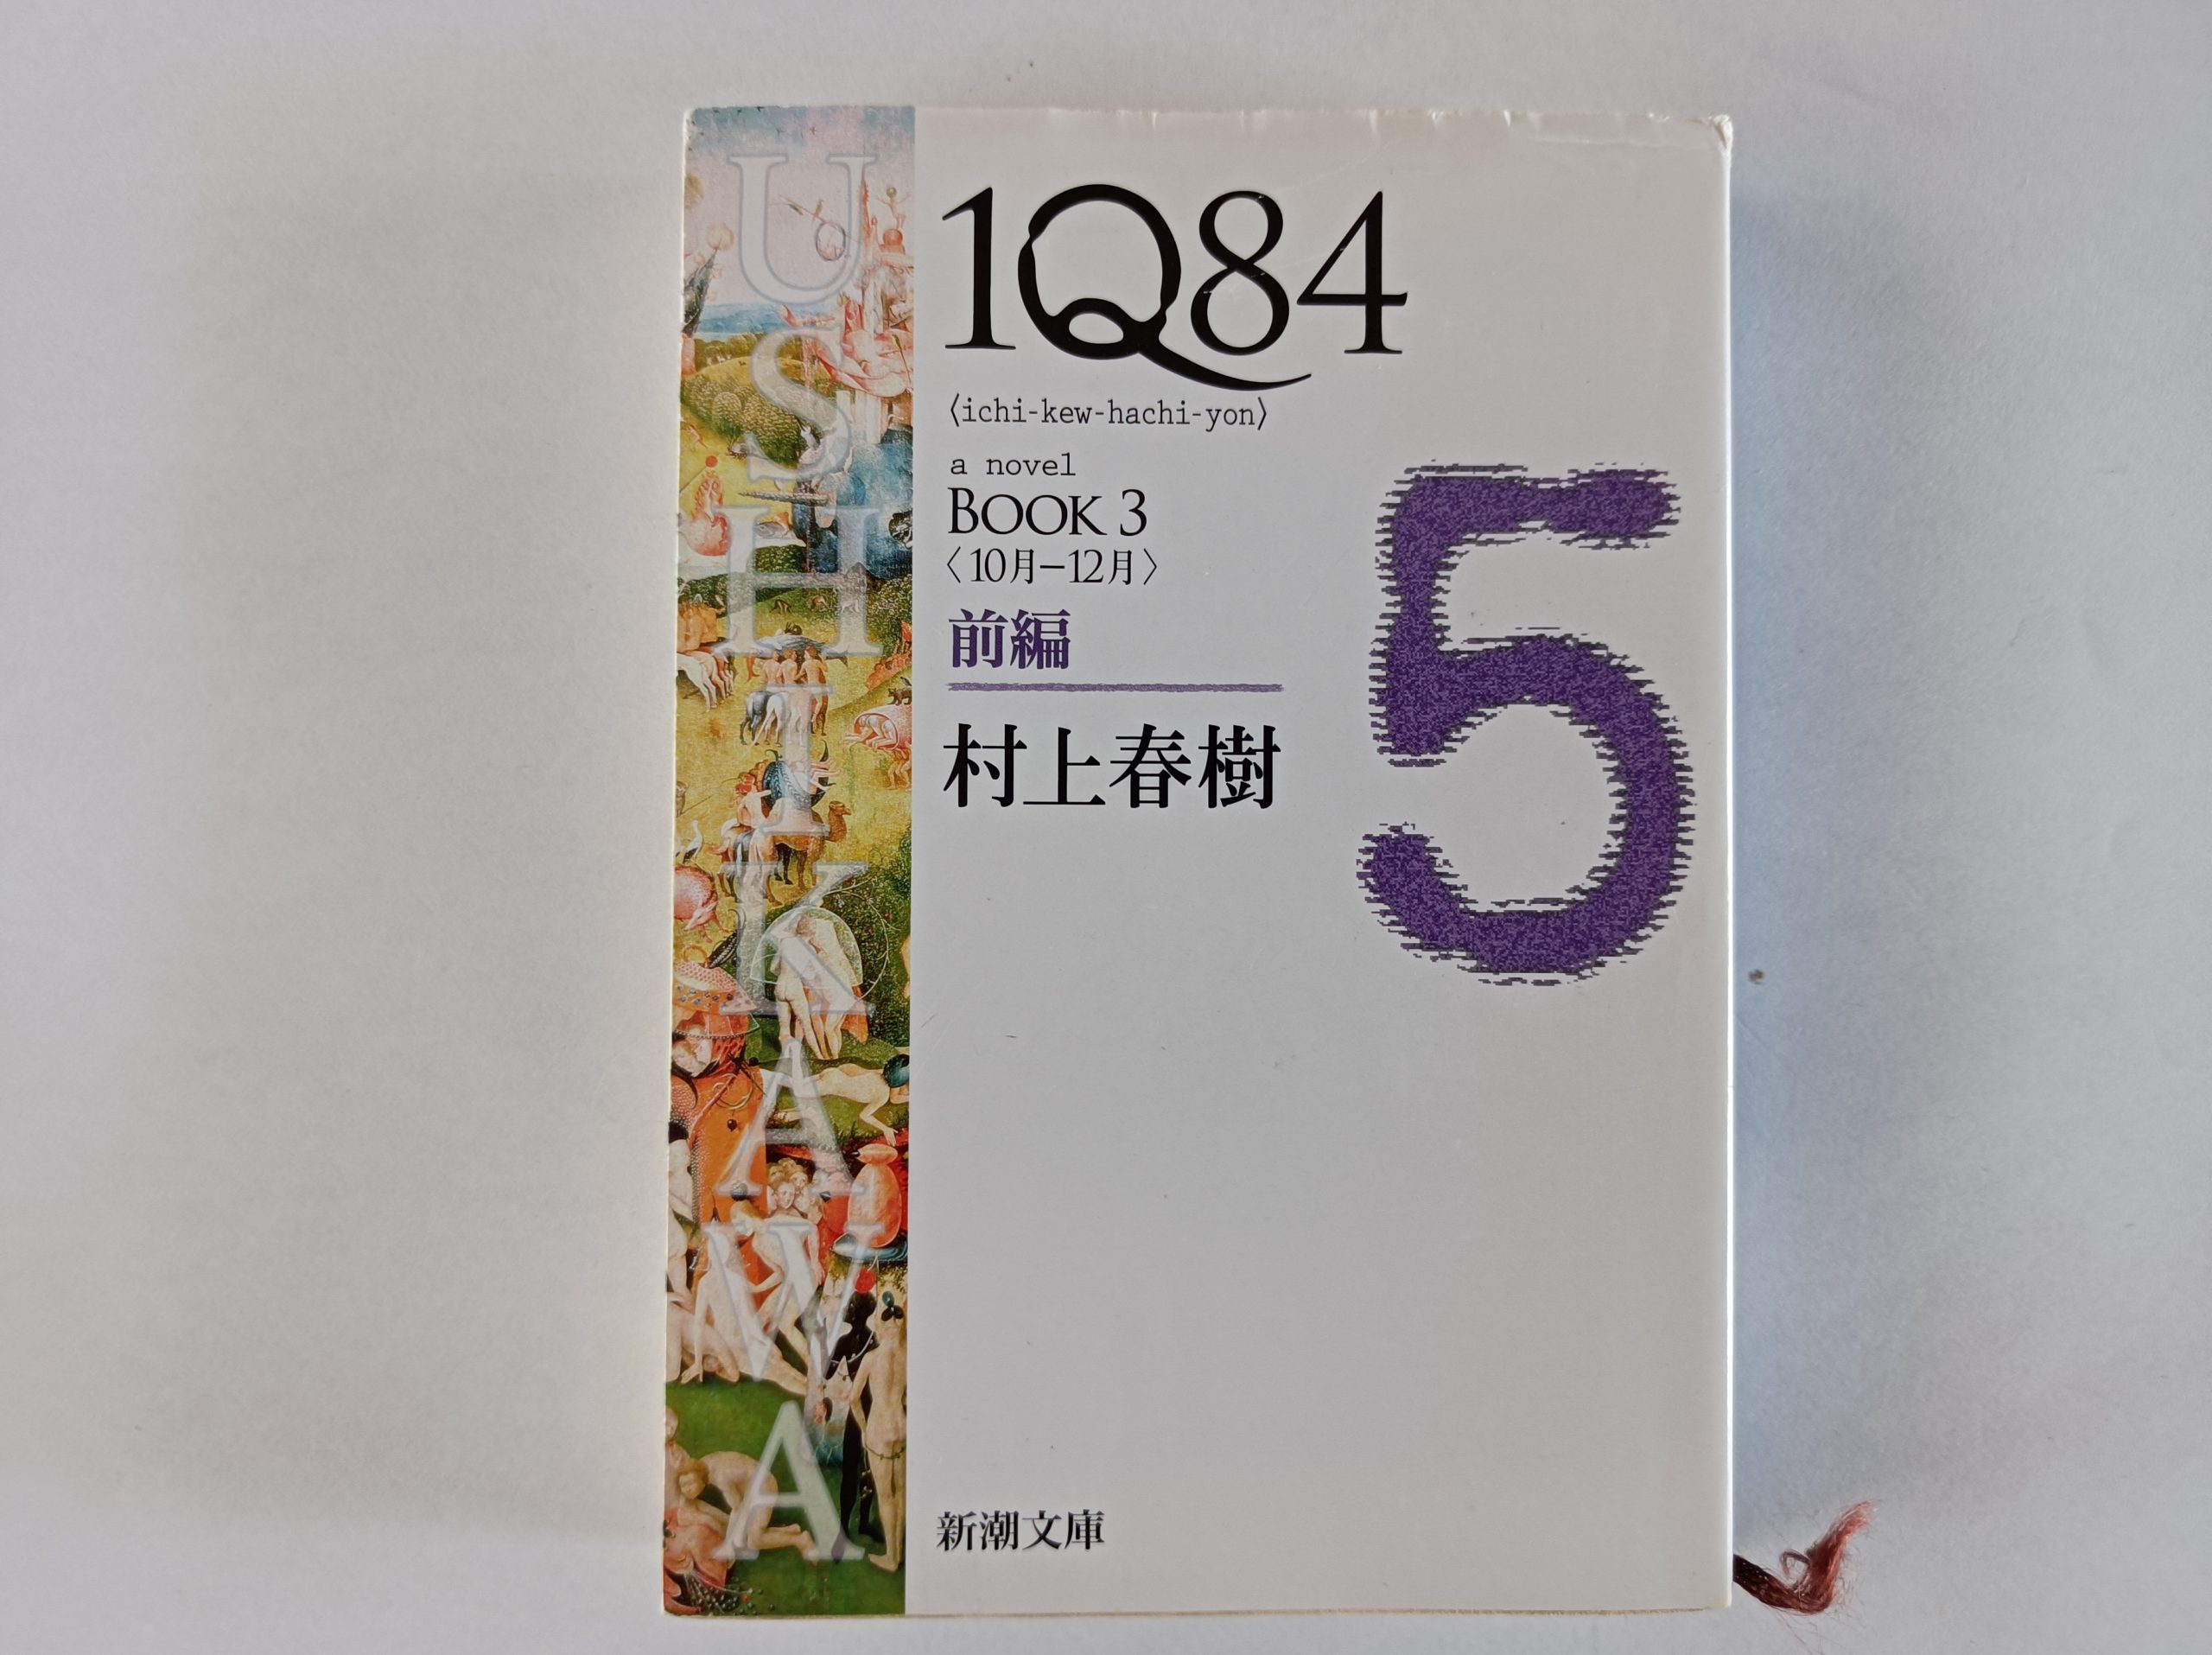 USHIKAWA
1Q84
〈ichi-kew-hachi-yon〉
a novel
BOOK 3
〈10月−12月〉
前編
村上春樹
5
新潮文庫